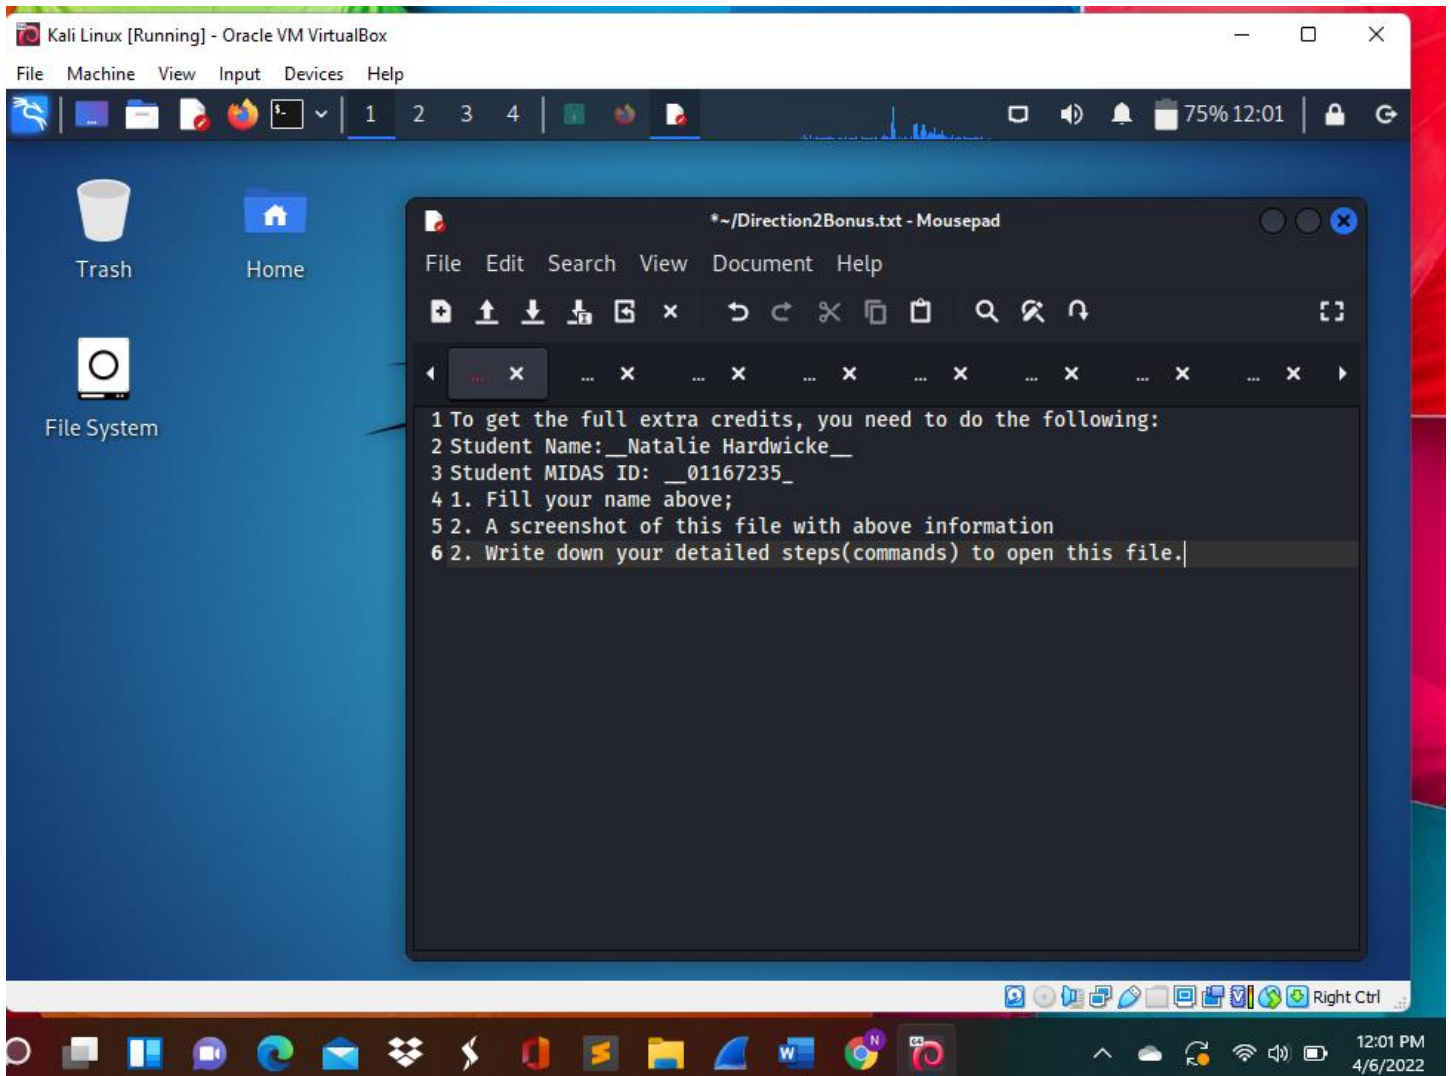 Kali Linux [Running] - Oracle VM VirtualBox
File Machine View Input Devices Help
1 2 3 4 75% 12:01
Trash
Home
File System
*~/Direction2Bonus.txt - Mousepad
File Edit Search View Document Help
... ... ... ... ... ... ... ...
1 To get the full extra credits, you need to do the following:
2 Student Name:__Natalie Hardwicke__
3 Student MIDAS ID: __01167235_
4 1. Fill your name above;
5 2. A screenshot of this file with above information
6 2. Write down your detailed steps(commands) to open this file.
Right Ctrl
N
W
12:01 PM
4/6/2022